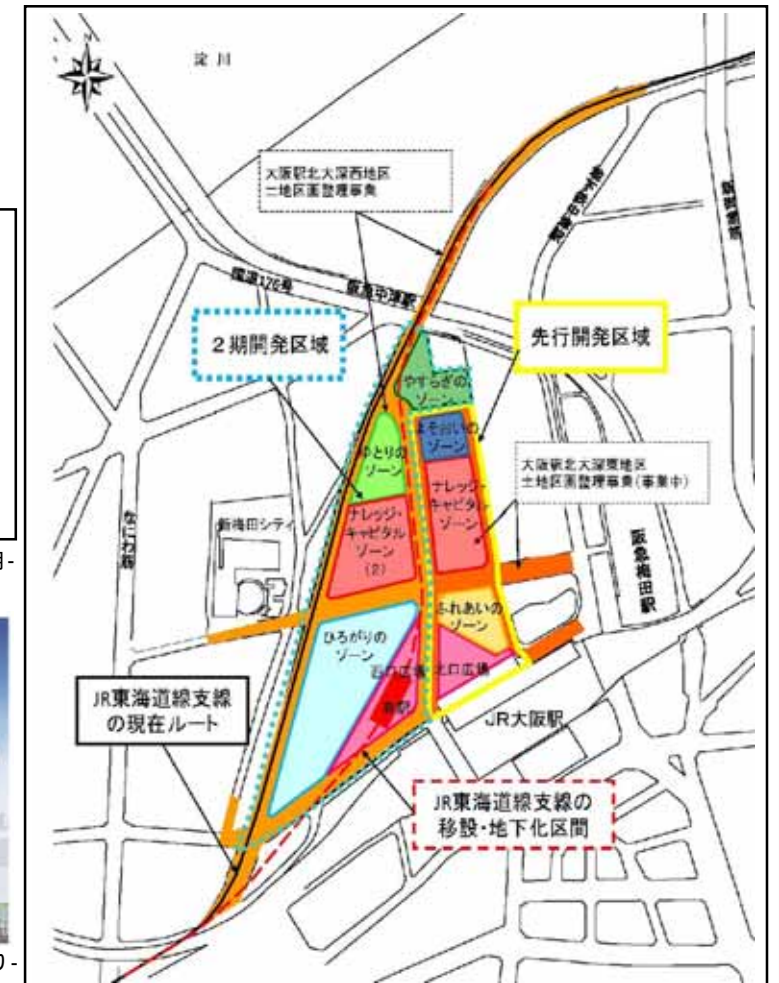 淀川
大阪駅北大深西地区
土地区画整理事業
国道176号
阪急中津駅
2期開発区域
先行開発区域
やすらぎの
ゾーン
よそおいの
ゾーン
ゆとりの
ゾーン
大阪駅北大深東地区
土地区画整理事業(事業中)
ナレッジ・
キャピタル
ゾーン
ナレッジ・
キャピタル
ゾーン
(2)
新梅田シティ
なにわ筋
阪急梅田駅
ふれあいの
ゾーン
ひろがりの
ゾーン
西口広場
北口広場
新駅
JR東海道線支線
の現在ルート
JR大阪駅
JR東海道線支線の
移設・地下化区間